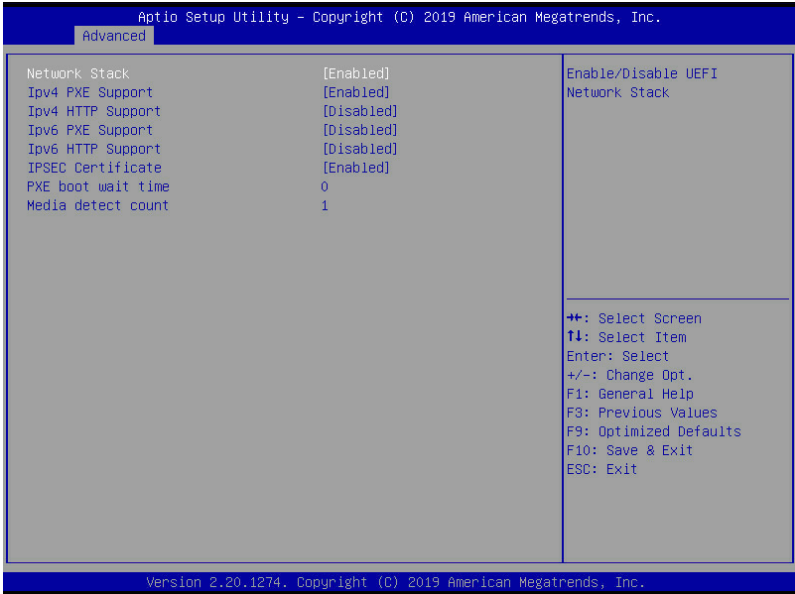 Aptio Setup Utility – Copyright (C) 2019 American Megatrends, Inc.
Advanced
Network Stack [Enabled]
Ipv4 PXE Support [Enabled]
Ipv4 HTTP Support [Disabled]
Ipv6 PXE Support [Disabled]
Ipv6 HTTP Support [Disabled]
IPSEC Certificate [Enabled]
PXE boot wait time 0
Media detect count 1
Enable/Disable UEFI
Network Stack
→←: Select Screen
↑↓: Select Item
Enter: Select
+/-: Change Opt.
F1: General Help
F3: Previous Values
F9: Optimized Defaults
F10: Save & Exit
ESC: Exit
Version 2.20.1274. Copyright (C) 2019 American Megatrends, Inc.